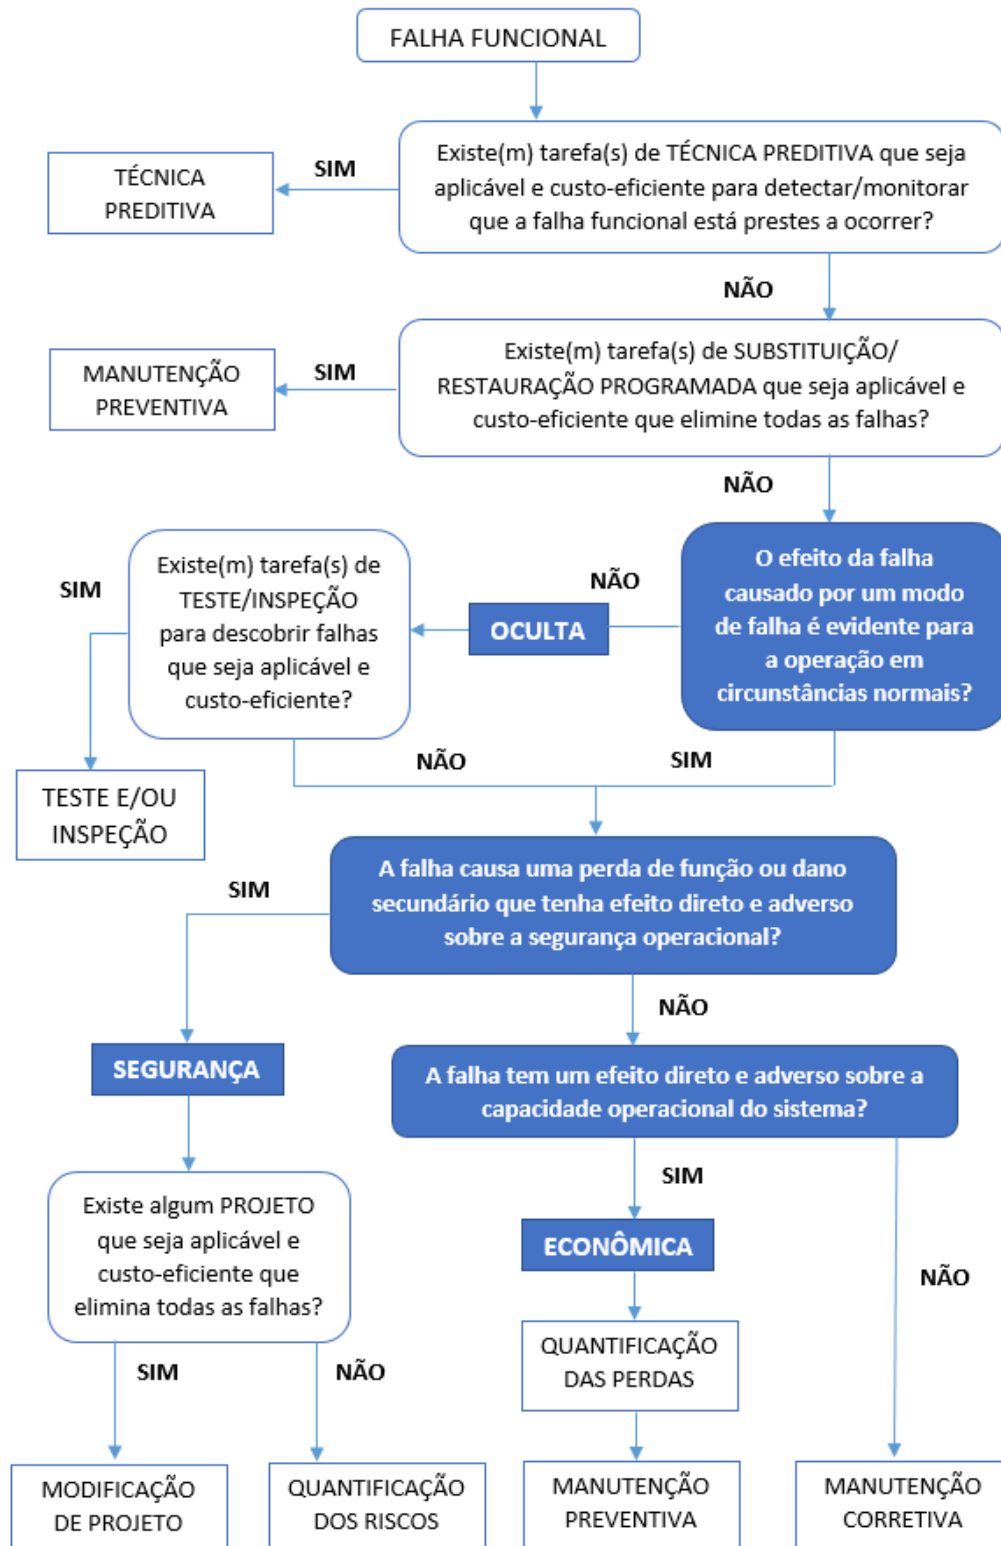 FALHA FUNCIONAL
Existe(m) tarefa(s) de TÉCNICA PREDITIVA que seja
aplicável e custo-eficiente para detectar/monitorar
que a falha funcional está prestes a ocorrer?
SIM
TÉCNICA
PREDITIVA
NÃO
Existe(m) tarefa(s) de SUBSTITUIÇÃO/
RESTAURAÇÃO PROGRAMADA que seja aplicável e
custo-eficiente que elimine todas as falhas?
SIM
MANUTENÇÃO
PREVENTIVA
NÃO
O efeito da falha
causado por um modo
de falha é evidente para
a operação em
circunstâncias normais?
NÃO
OCULTA
Existe(m) tarefa(s) de
TESTE/INSPEÇÃO
para descobrir falhas
que seja aplicável e
custo-eficiente?
SIM
TESTE E/OU
INSPEÇÃO
NÃO
SIM
A falha causa uma perda de função ou dano
secundário que tenha efeito direto e adverso
sobre a segurança operacional?
SIM
NÃO
SEGURANÇA
A falha tem um efeito direto e adverso sobre a
capacidade operacional do sistema?
Existe algum PROJETO
que seja aplicável e
custo-eficiente que
elimina todas as falhas?
SIM
ECONÔMICA
NÃO
QUANTIFICAÇÃO
DAS PERDAS
SIM
NÃO
MODIFICAÇÃO
DE PROJETO
QUANTIFICAÇÃO
DOS RISCOS
MANUTENÇÃO
PREVENTIVA
MANUTENÇÃO
CORRETIVA